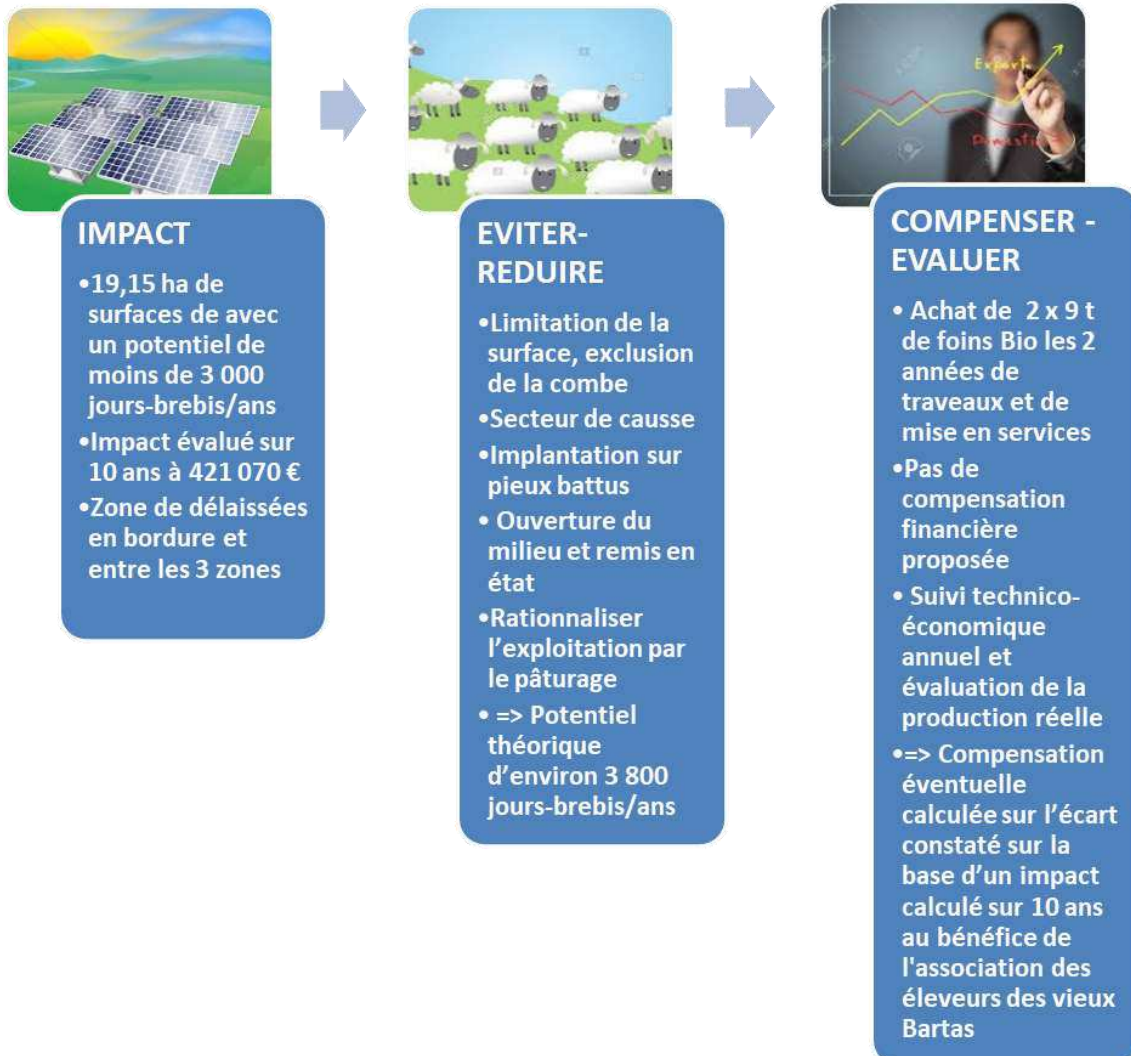 IMPACT
•19,15 ha de
surfaces de avec
un potentiel de
moins de 3 000
jours-brebis/ans
•Impact évalué sur
10 ans à 421 070 €
•Zone de délaissées
en bordure et
entre les 3 zones
EVITER-
REDUIRE
•Limitation de la
surface, exclusion
de la combe
•Secteur de causse
•Implantation sur
pieux battus
• Ouverture du
milieu et remis en
état
•Rationnaliser
l'exploitation par
le pâturage
• => Potentiel
théorique
d'environ 3 800
jours-brebis/ans
Export
Domestic
COMPENSER -
EVALUER
• Achat de 2 x 9 t
de foins Bio les 2
années de
traveaux et de
mise en services
•Pas de
compensation
financière
proposée
• Suivi technico-
économique
annuel et
évaluation de la
production réelle
•=> Compensation
éventuelle
calculée sur l'écart
constaté sur la
base d'un impact
calculé sur 10 ans
au bénéfice de
l'association des
éleveurs des vieux
Bartas